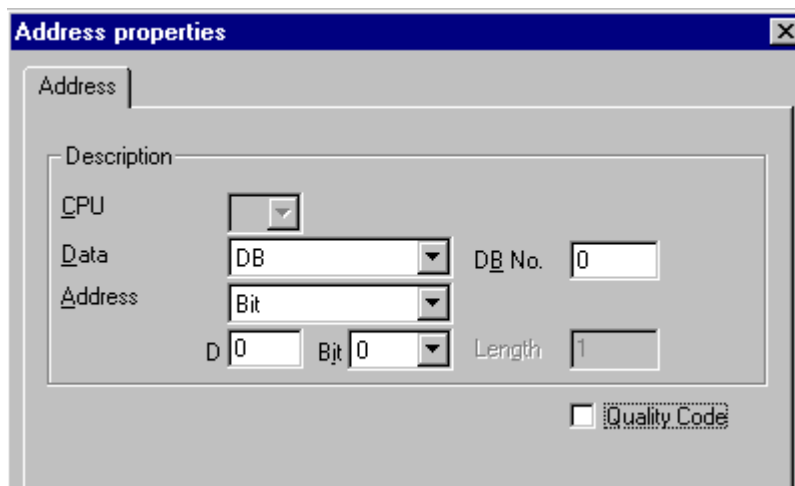 Address properties
Address
Description
CPU
Data DB DB No. 0
Address Bit
D 0 Bit 0 Length 1
Quality Code